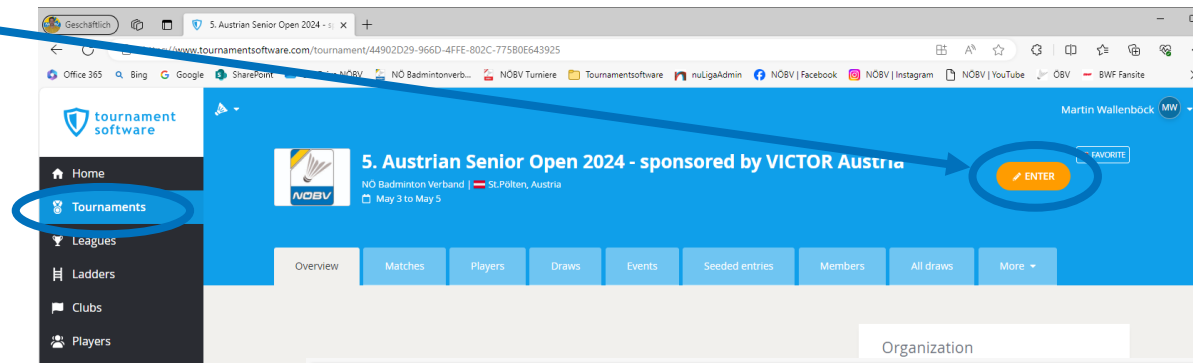 Geschäftlich
5. Austrian Senior Open 2024 - s
www.tournamentsoftware.com/tournament/44902D29-966D-4FFE-802C-775B0E643925
Office 365 Bing Google SharePoint NÖBV NÖ Badmintonverb... NÖBV Turniere Tournamentsoftware nuLigaAdmin NÖBV | Facebook NÖBV | Instagram NÖBV | YouTube ÖBV BWF Fansite
tournament
software
Martin Wallenböck MW
5. Austrian Senior Open 2024 - sponsored by VICTOR Austria
NÖ Badminton Verband | St.Pölten, Austria
May 3 to May 5
NÖBV
ENTER
FAVORITE
Home
Tournaments
Leagues
Ladders
Clubs
Players
Overview Matches Players Draws Events Seeded entries Members All draws More
Organization